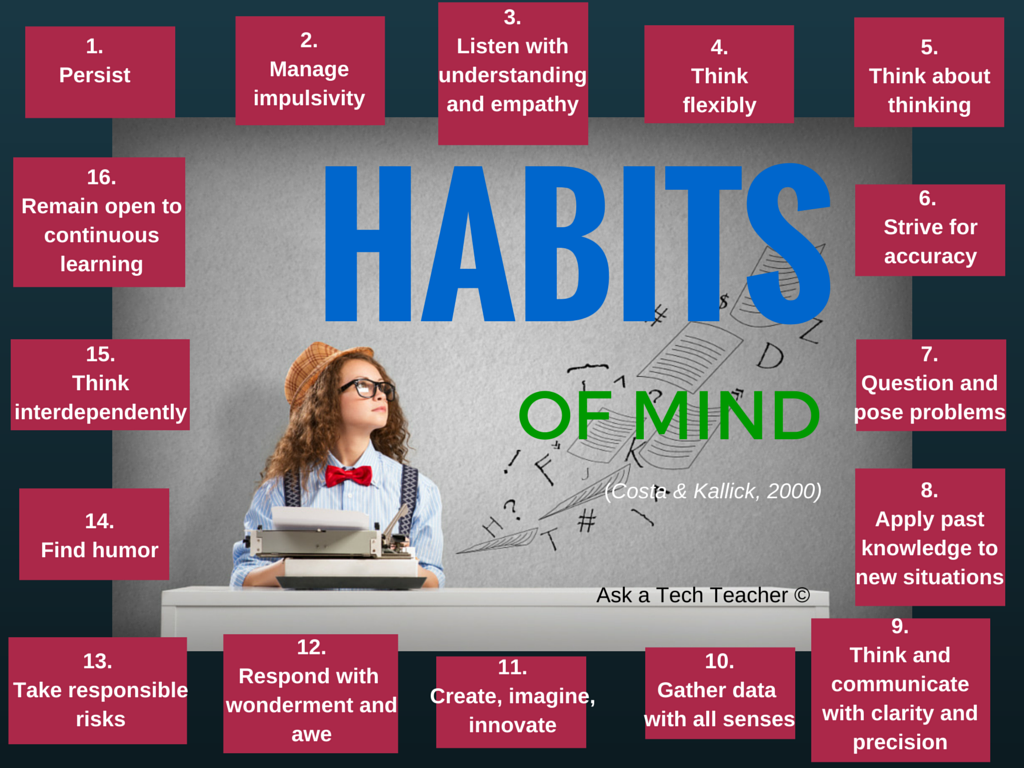 1.
Persist
2.
Manage
impulsivity
3.
Listen with
understanding
and empathy
4.
Think
flexibly
5.
Think about
thinking
6.
Strive for
accuracy
7.
Question and
pose problems
8.
Apply past
knowledge to
new situations
9.
Think and
communicate
with clarity and
precision
10.
Gather data
with all senses
11.
Create, imagine,
innovate
12.
Respond with
wonderment and
awe
13.
Take responsible
risks
14.
Find humor
15.
Think
interdependently
16.
Remain open to
continuous
learning
HABITS
OF MIND
(Costa & Kallick, 2000)
Ask a Tech Teacher ©
# $ Z
D
{ ^ ? "
! F " J K
H ? T #